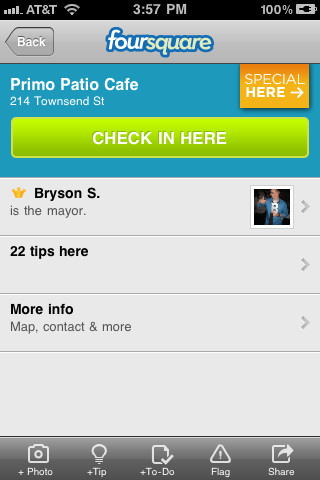 AT&T 3:57 PM 100%
Back
foursquare
Primo Patio Cafe
214 Townsend St
SPECIAL
HERE →
CHECK IN HERE
Bryson S.
is the mayor.
22 tips here
More info
Map, contact & more
+ Photo +Tip +To-Do Flag Share